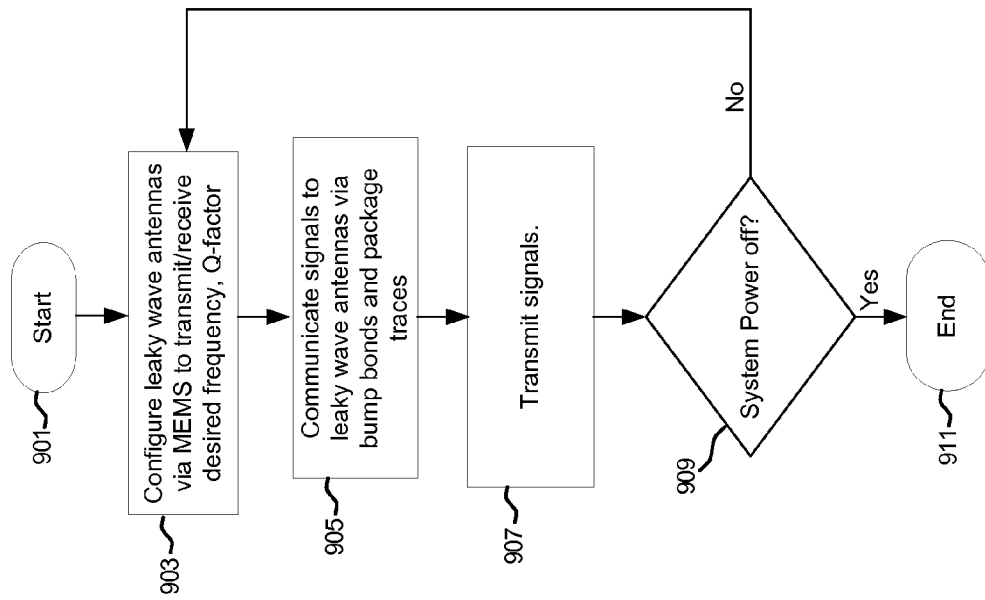 Start
901
Configure leaky wave antennas
via MEMS to transmit/receive
desired frequency, Q-factor
903
Communicate signals to
leaky wave antennas via
bump bonds and package
traces
905
Transmit signals.
907
System Power off?
909
No
Yes
End
911